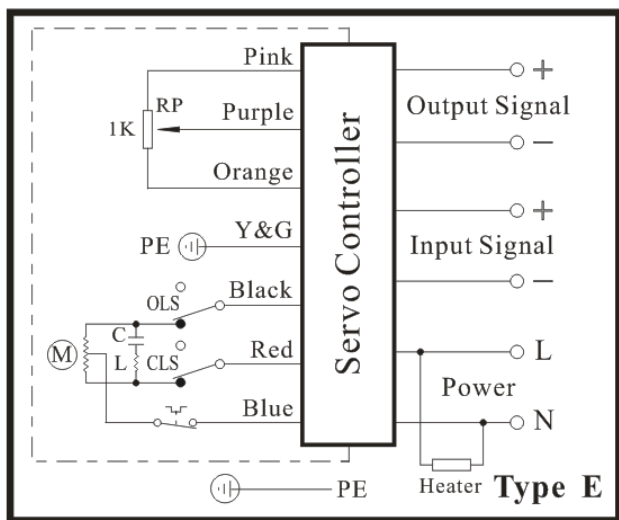 Pink
RP
1K
Purple
Orange
Y&G
PE
OLS
Black
C
M
L
CLS
Red
Blue
PE
Servo Controller
+
Output Signal
−
+
Input Signal
−
L
Power
N
Heater
Type E